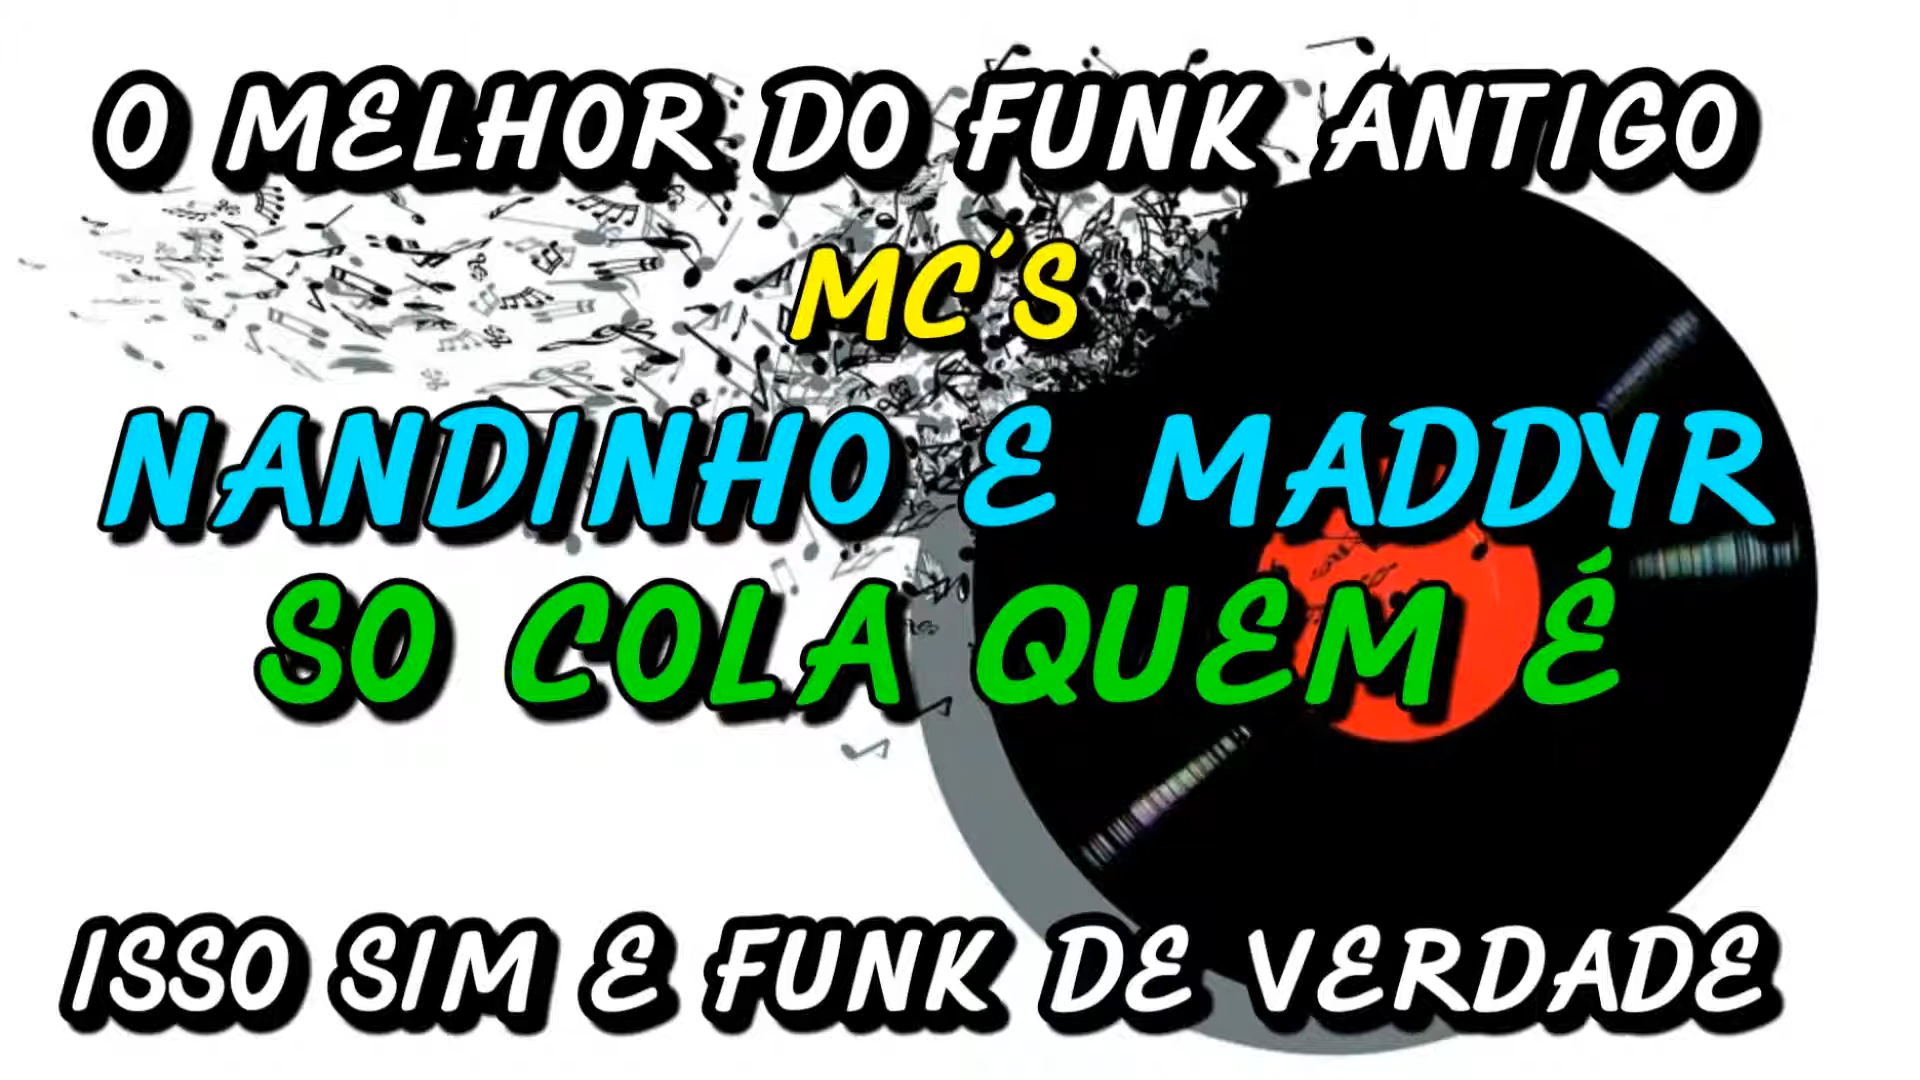 O MELHOR DO FUNK ANTIGO
MC´S
NANDINHO E MADDYR
SO COLA QUEM É
ISSO SIM E FUNK DE VERDADE